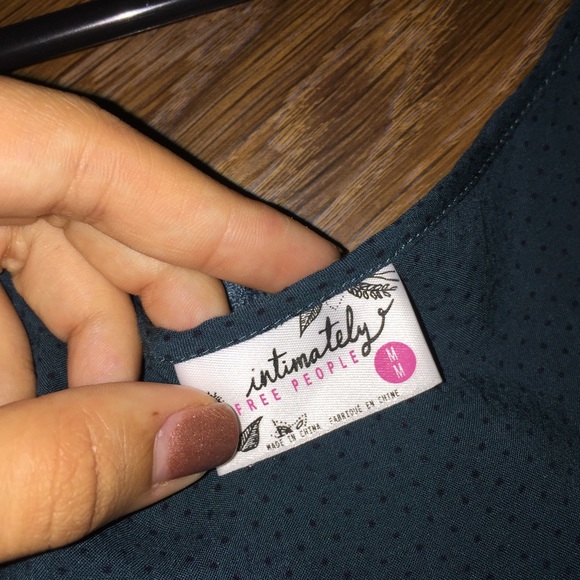 intimately
FREE PEOPLE
M
M
MADE IN CHINA FABRIQUÉ EN CHINE